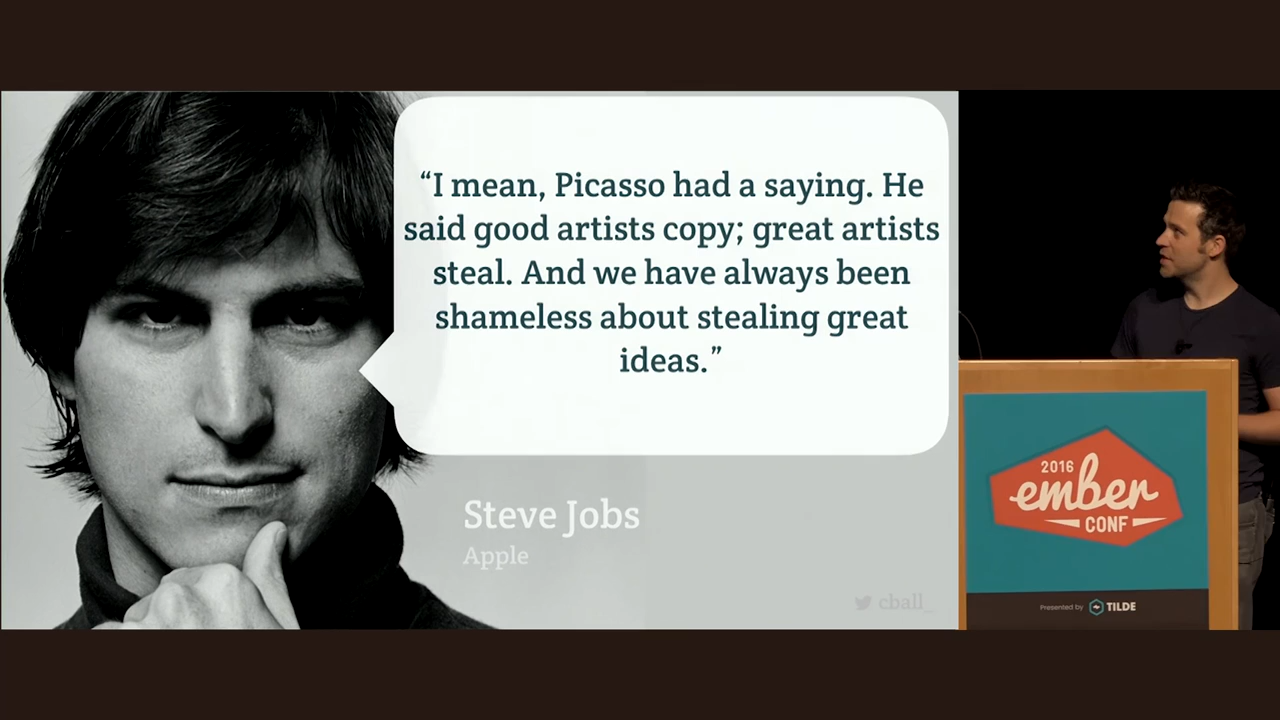 “I mean, Picasso had a saying. He
said good artists copy; great artists
steal. And we have always been
shameless about stealing great
ideas.”
Steve Jobs
Apple
cball_
2016
ember
CONF
Presented by TILDE